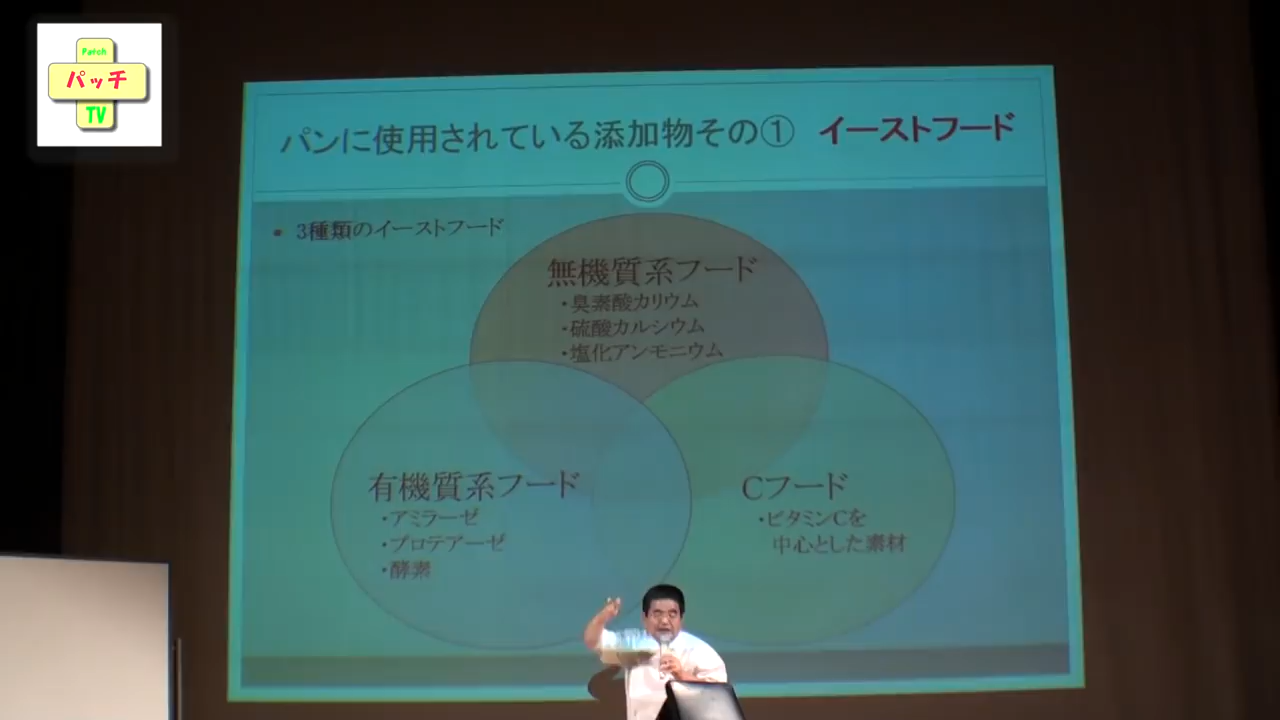 Patch
パッチ
TV
パンに使用されている添加物その① イーストフード
• 3種類のイーストフード
無機質系フード
・臭素酸カリウム
・硫酸カルシウム
・塩化アンモニウム
有機質系フード
・アミラーゼ
・プロテアーゼ
・酵素
Cフード
・ビタミンCを
中心とした素材